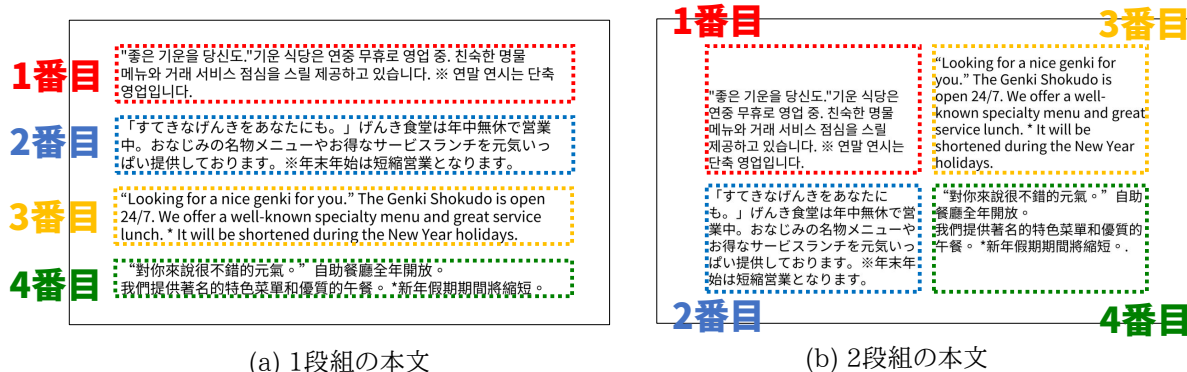 1番目
"좋은 기운을 당신도."기운 식당은 연중 무휴로 영업 중. 친숙한 명물
메뉴와 거래 서비스 점심을 스릴 제공하고 있습니다. ※ 연말 연시는 단축
영업입니다.
2番目
「すてきなげんきをあなたにも。」げんき食堂は年中無休で営業
中。おなじみの名物メニューやお得なサービスランチを元気いっ
ぱい提供しております。※年末年始は短縮営業となります。
3番目
“Looking for a nice genki for you.” The Genki Shokudo is open
24/7. We offer a well-known specialty menu and great service
lunch. * It will be shortened during the New Year holidays.
4番目
“對你來說很不錯的元氣。”自助餐廳全年開放。
我們提供著名的特色菜單和優質的午餐。 *新年假期期間將縮短。
(a) 1段組の本文
1番目
"좋은 기운을 당신도."기운 식당은
연중 무휴로 영업 중. 친숙한 명물
메뉴와 거래 서비스 점심을 스릴
제공하고 있습니다. ※ 연말 연시는
단축 영업입니다.
2番目
「すてきなげんきをあなたに
も。」げんき食堂は年中無休で営
業中。おなじみの名物メニューや
お得なサービスランチを元気いっ
ぱい提供しております。※年末年
始は短縮営業となります。
3番目
“Looking for a nice genki for
you.” The Genki Shokudo is
open 24/7. We offer a well-
known specialty menu and great
service lunch. * It will be
shortened during the New Year
holidays.
4番目
“對你來說很不錯的元氣。”自助
餐廳全年開放。
我們提供著名的特色菜單和優質的
午餐。 *新年假期期間將縮短。.
(b) 2段組の本文